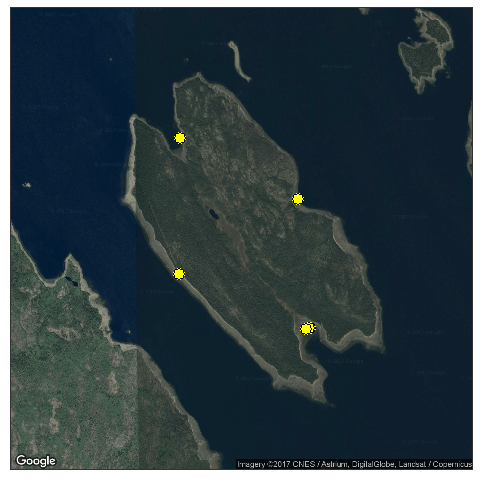 Google
Imagery ©2017 CNES / Astrium, DigitalGlobe, Landsat / Copernicus